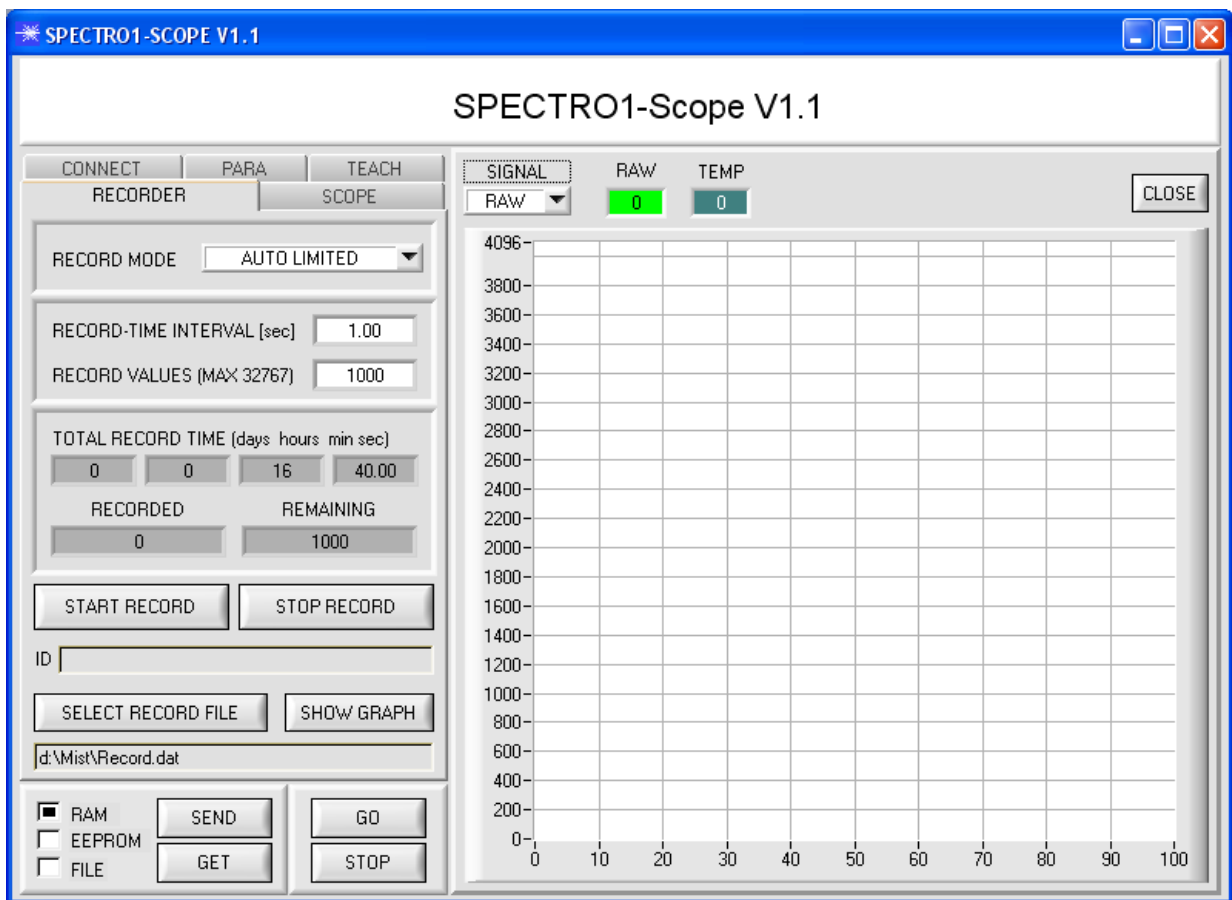 SPECTRO1-SCOPE V1.1
SPECTRO1-Scope V1.1
CONNECT PARA TEACH
RECORDER SCOPE
RECORD MODE AUTO LIMITED
RECORD-TIME INTERVAL [sec] 1.00
RECORD VALUES (MAX 32767) 1000
TOTAL RECORD TIME (days hours min sec)
0 0 16 40.00
RECORDED REMAINING
0 1000
START RECORD STOP RECORD
ID
SELECT RECORD FILE SHOW GRAPH
d:\Mist\Record.dat
RAM
EEPROM
FILE
SEND
GET
GO
STOP
SIGNAL RAW TEMP
RAW 0 0
CLOSE
4096
3800
3600
3400
3200
3000
2800
2600
2400
2200
2000
1800
1600
1400
1200
1000
800
600
400
200
0
0 10 20 30 40 50 60 70 80 90 100